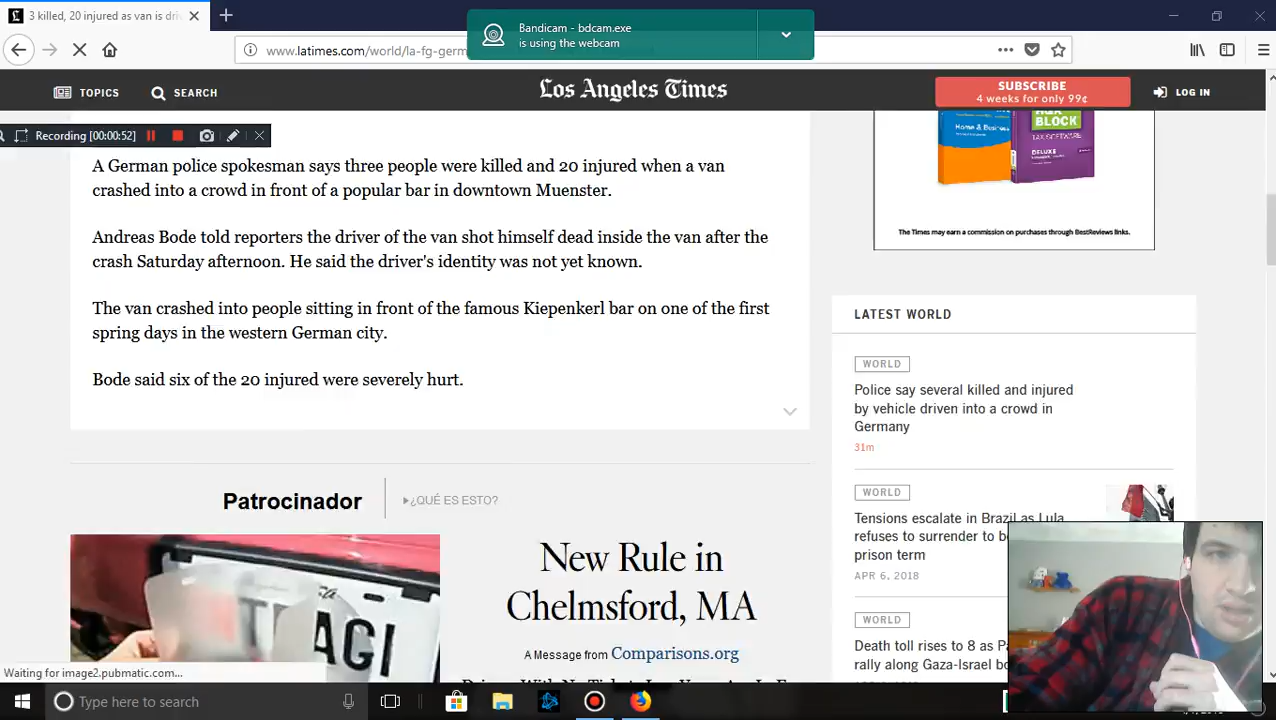 3 killed, 20 injured as van is dri
Bandicam - bdcam.exe
is using the webcam
www.latimes.com/world/la-fg-germ
TOPICS
SEARCH
Los Angeles Times
SUBSCRIBE
4 weeks for only 99¢
LOG IN
Recording [00:00:52]
A German police spokesman says three people were killed and 20 injured when a van
crashed into a crowd in front of a popular bar in downtown Muenster.
Andreas Bode told reporters the driver of the van shot himself dead inside the van after the
crash Saturday afternoon. He said the driver's identity was not yet known.
The van crashed into people sitting in front of the famous Kiepenkerl bar on one of the first
spring days in the western German city.
Bode said six of the 20 injured were severely hurt.
Home & Business
BLOCK
TAX SOFTWARE
DELUXE
The Times may earn a commission on purchases through BestReviews links.
LATEST WORLD
WORLD
Police say several killed and injured
by vehicle driven into a crowd in
Germany
31m
WORLD
Tensions escalate in Brazil as Lula
refuses to surrender to be
prison term
APR 6, 2018
WORLD
Death toll rises to 8 as Pa
rally along Gaza-Israel bo
Patrocinador
¿QUÉ ES ESTO?
AGI
New Rule in
Chelmsford, MA
A Message from Comparisons.org
Waiting for image2.pubmatic.com...
Type here to search